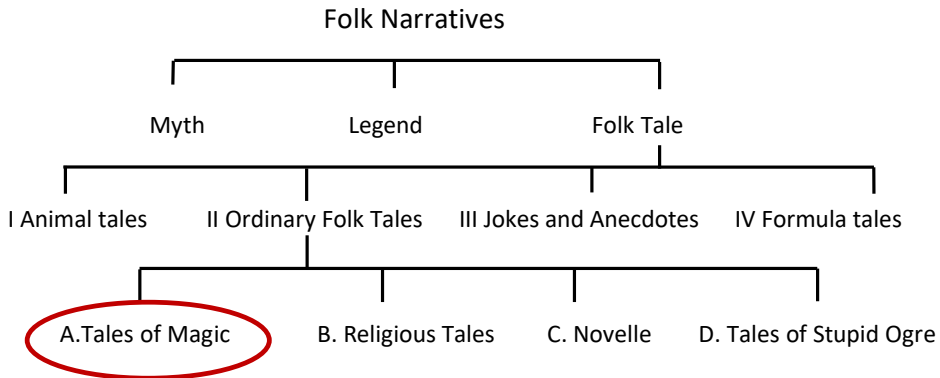 Folk Narratives
Myth Legend Folk Tale
I Animal tales II Ordinary Folk Tales III Jokes and Anecdotes IV Formula tales
A.Tales of Magic B. Religious Tales C. Novelle D. Tales of Stupid Ogre